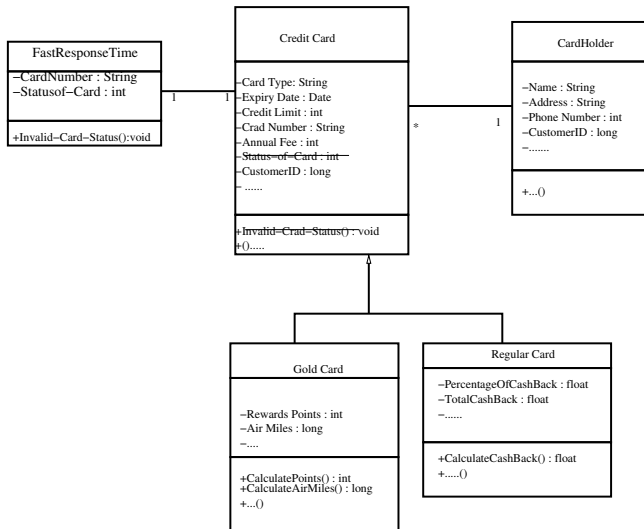 FastResponseTime
−CardNumber : String
−Statusof−Card : int
+Invalid−Card−Status():void
1
1
Credit Card
−Card Type: String
−Expiry Date : Date
−Credit Limit : int
−Crad Number : String
−Annual Fee : int
−Status−of−Card : int
−CustomerID : long
− ......
+Invalid−Crad−Status() : void
+().....
*
1
CardHolder
−Name : String
−Address : String
−Phone Number : int
−CustomerID : long
−.......
+...()
Gold Card
−Rewards Points : int
−Air Miles : long
−....
+CalculatePoints() : int
+CalculateAirMiles() : long
+...()
Regular Card
−PercentageOfCashBack : float
−TotalCashBack : float
−......
+CalculateCashBack() : float
+.....()